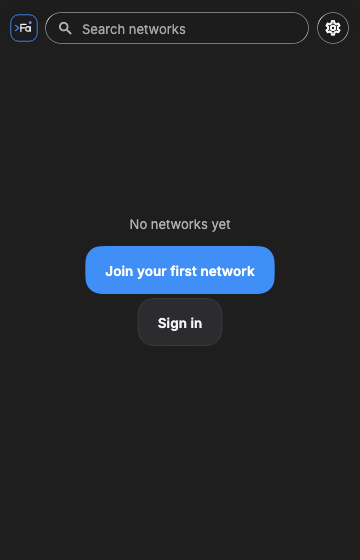 >Fa
Search networks
No networks yet
Join your first network
Sign in